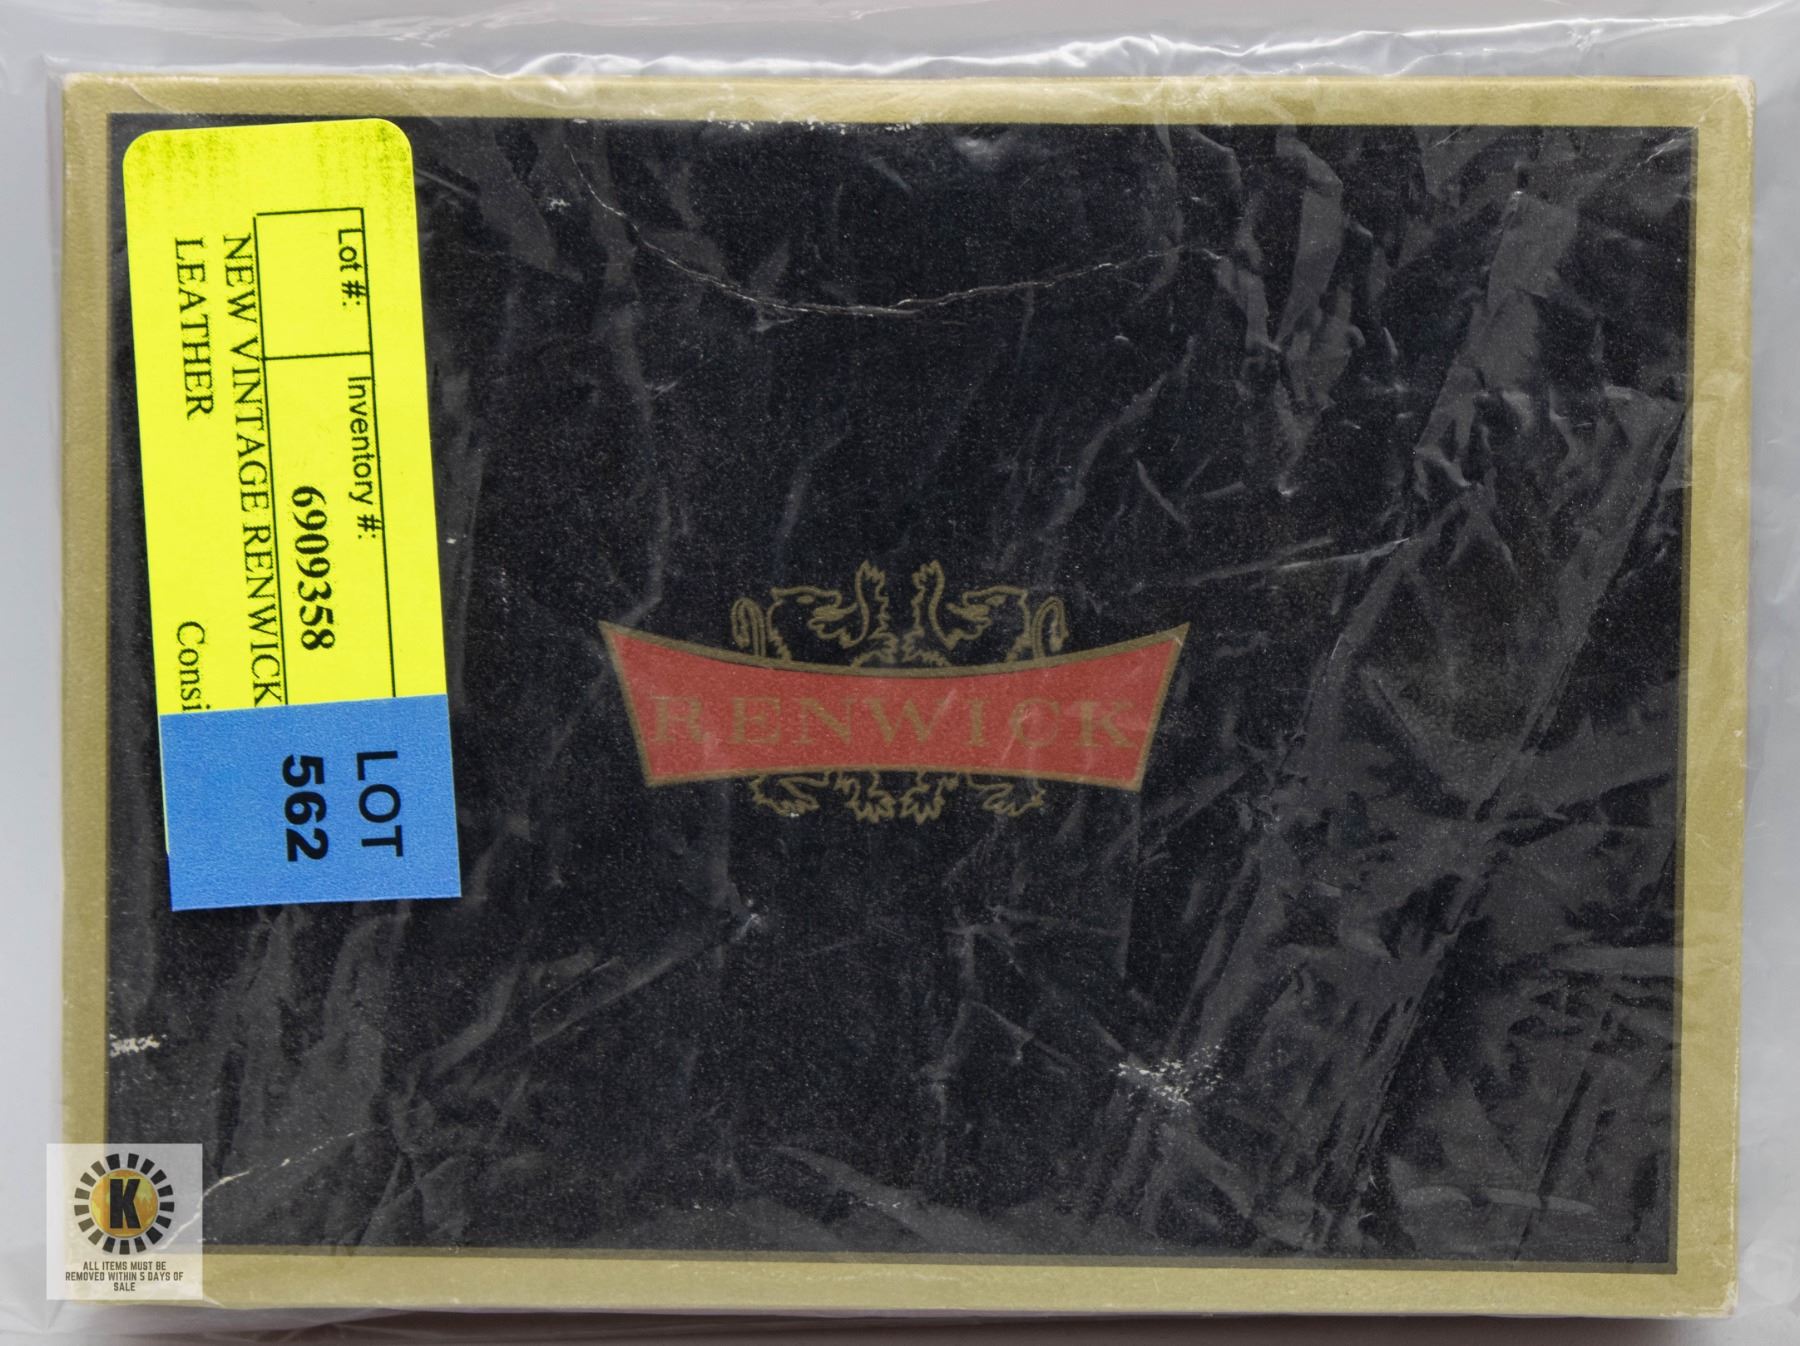 Lot #:
Inventory #:
6909358
NEW VINTAGE RENWICK
LEATHER
Consi
LOT
562
RENWICK
K
ALL ITEMS MUST BE
REMOVED WITHIN 5 DAYS OF
SALE